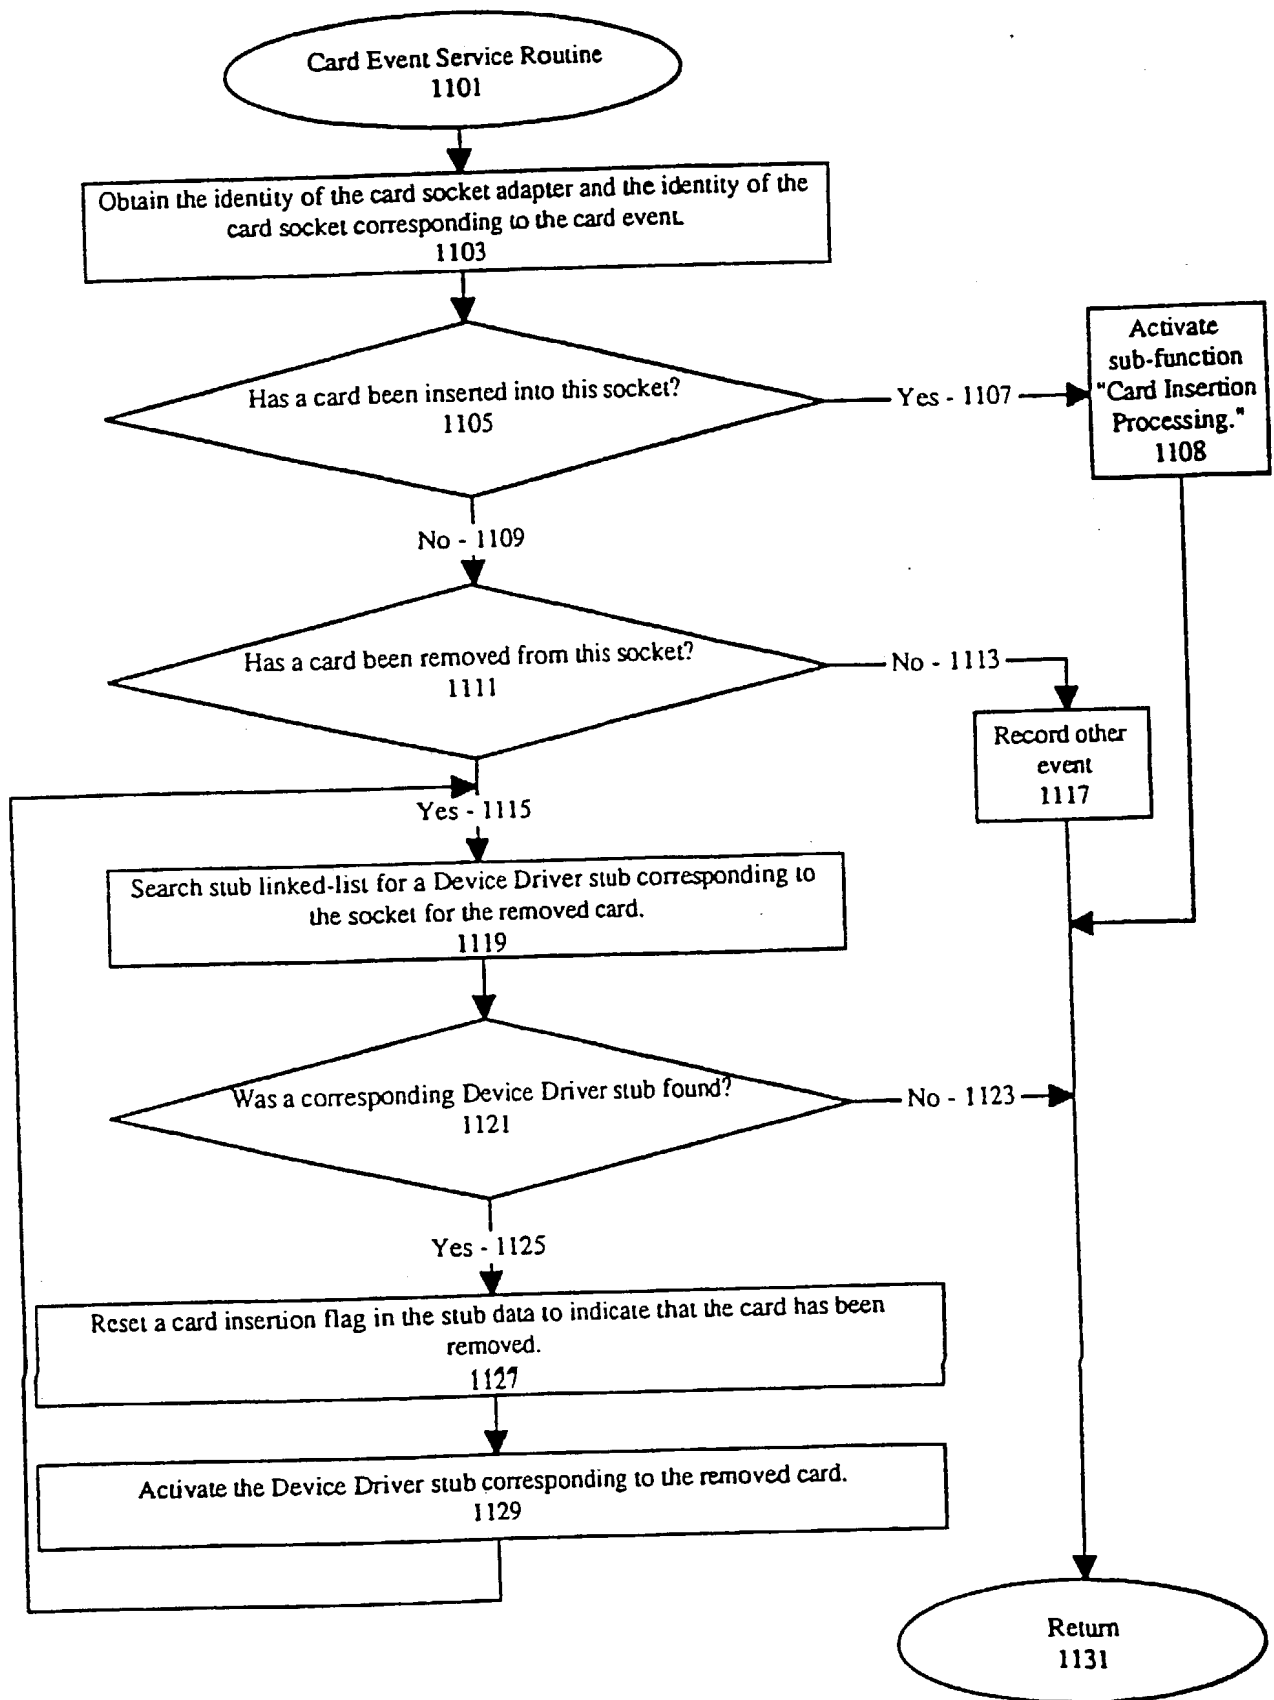 Card Event Service Routine
1101
Obtain the identity of the card socket adapter and the identity of the
card socket corresponding to the card event.
1103
Has a card been inserted into this socket?
1105
Yes - 1107
Activate
sub-function
"Card Insertion
Processing."
1108
No - 1109
Has a card been removed from this socket?
1111
No - 1113
Record other
event
1117
Yes - 1115
Search stub linked-list for a Device Driver stub corresponding to
the socket for the removed card.
1119
Was a corresponding Device Driver stub found?
1121
No - 1123
Yes - 1125
Reset a card insertion flag in the stub data to indicate that the card has been
removed.
1127
Activate the Device Driver stub corresponding to the removed card.
1129
Return
1131